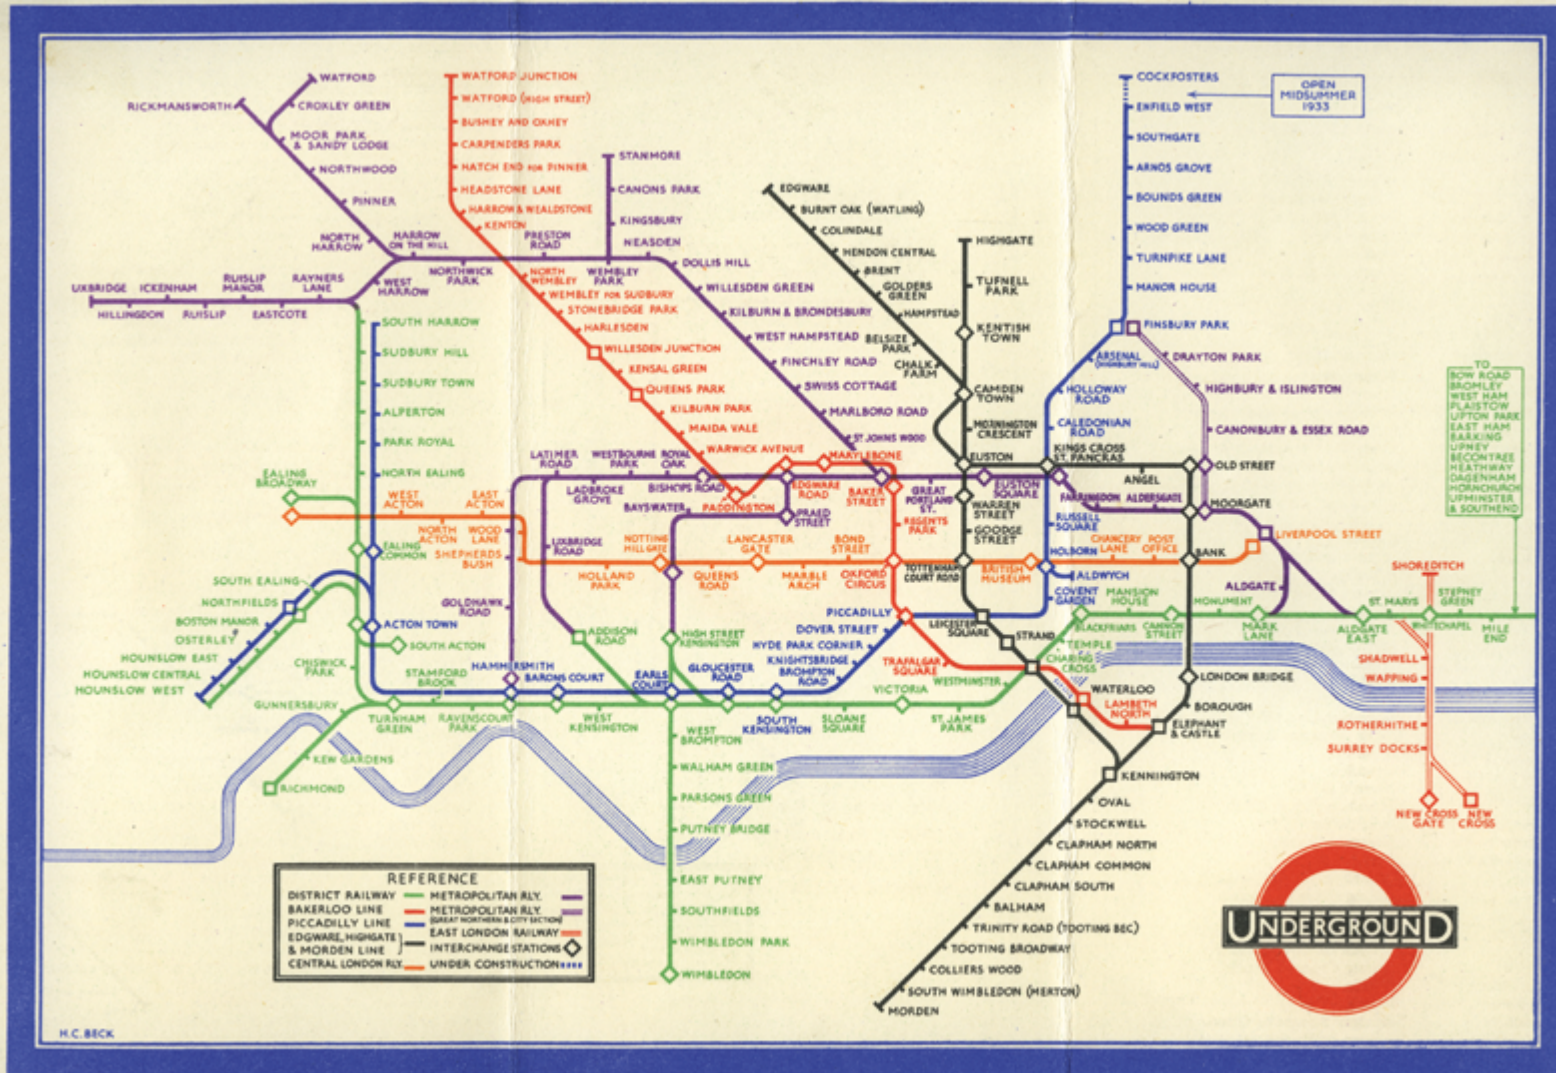 WATFORD
RICKMANSWORTH
CROXLEY GREEN
MOOR PARK
& SANDY LODGE
NORTHWOOD
PINNER
NORTH
HARROW
HARROW
ON THE HILL
WEST
HARROW
NORTHWICK
PARK
PRESTON
ROAD
UXBRIDGE
ICKENHAM
RUISLIP
MANOR
RAYNERS
LANE
HILLINGDON
RUISLIP
EASTCOTE
WATFORD JUNCTION
WATFORD (HIGH STREET)
BUSHEY AND OXHEY
CARPENDERS PARK
HATCH END FOR PINNER
HEADSTONE LANE
HARROW & WEALDSTONE
KENTON
NORTH
WEMBLEY
WEMBLEY FOR SUDBURY
STONEBRIDGE PARK
HARLESDEN
WILLESDEN JUNCTION
KENSAL GREEN
QUEENS PARK
KILBURN PARK
MAIDA VALE
WARWICK AVENUE
PADDINGTON
MARYLEBONE
STANMORE
CANONS PARK
KINGSBURY
WEMBLEY
PARK
NEASDEN
DOLLIS HILL
WILLESDEN GREEN
KILBURN & BRONDESBURY
WEST HAMPSTEAD
FINCHLEY ROAD
SWISS COTTAGE
MARLBORO ROAD
ST. JOHNS WOOD
EDGWARE
BURNT OAK (WATLING)
COLINDALE
HENDON CENTRAL
BRENT
GOLDERS
GREEN
HAMPSTEAD
BELSIZE
PARK
CHALK
FARM
HIGHGATE
TUFNELL
PARK
KENTISH
TOWN
CAMDEN
TOWN
MORNINGTON
CRESCENT
EUSTON
COCKFOSTERS
OPEN
MIDSUMMER
1933
ENFIELD WEST
SOUTHGATE
ARNOS GROVE
BOUNDS GREEN
WOOD GREEN
TURNPIKE LANE
MANOR HOUSE
FINSBURY PARK
ARSENAL
(HIGHBURY HILL)
HOLLOWAY
ROAD
CALEDONIAN
ROAD
KINGS CROSS
ST. PANCRAS
DRAYTON PARK
HIGHBURY & ISLINGTON
CANONBURY & ESSEX ROAD
OLD STREET
ANGEL
MOORGATE
TO
BOW ROAD
BROMLEY
WEST HAM
PLAISTOW
UPTON PARK
EAST HAM
BARKING
UPNEY
BECONTREE
HEATHWAY
DAGENHAM
HORNCHURCH
UPMINSTER
& SOUTHEND
SOUTH HARROW
SUDBURY HILL
SUDBURY TOWN
ALPERTON
PARK ROYAL
NORTH EALING
EALING
BROADWAY
EALING
COMMON
WEST
ACTON
EAST
ACTON
NORTH
ACTON
WOOD
LANE
SHEPHERDS
BUSH
LATIMER
ROAD
LADBROKE
GROVE
WESTBOURNE
PARK
ROYAL
OAK
BISHOPS ROAD
EDGWARE
ROAD
BAKER
STREET
GREAT
PORTLAND
ST.
EUSTON
SQUARE
FARRINGDON
ALDERSGATE
BAYSWATER
PRAED
STREET
REGENTS
PARK
WARREN
STREET
GOODGE
STREET
RUSSELL
SQUARE
UXBRIDGE
ROAD
GOLDHAWK
ROAD
HOLLAND
PARK
NOTTING
HILL GATE
QUEENS
ROAD
LANCASTER
GATE
MARBLE
ARCH
BOND
STREET
OXFORD
CIRCUS
TOTTENHAM
COURT ROAD
BRITISH
MUSEUM
HOLBORN
ALDWYCH
CHANCERY
LANE
POST
OFFICE
BANK
LIVERPOOL STREET
ALDGATE
SHOREDITCH
COVENT
GARDEN
MANSION
HOUSE
BLACKFRIARS
CANNON
STREET
MONUMENT
MARK
LANE
ALDGATE
EAST
ST. MARYS
WHITECHAPEL
STEPNEY
GREEN
MILE
END
SOUTH EALING
NORTHFIELDS
BOSTON MANOR
OSTERLEY
HOUNSLOW EAST
HOUNSLOW CENTRAL
HOUNSLOW WEST
ACTON TOWN
SOUTH ACTON
CHISWICK
PARK
GUNNERSBURY
KEW GARDENS
RICHMOND
TURNHAM
GREEN
STAMFORD
BROOK
RAVENSCOURT
PARK
HAMMERSMITH
BARONS COURT
WEST
KENSINGTON
ADDISON
ROAD
HIGH STREET
KENSINGTON
EARLS
COURT
GLOUCESTER
ROAD
SOUTH
KENSINGTON
SLOANE
SQUARE
VICTORIA
ST. JAMES
PARK
WESTMINSTER
CHARING
CROSS
TEMPLE
PICCADILLY
DOVER STREET
HYDE PARK CORNER
KNIGHTSBRIDGE
BROMPTON
ROAD
LEICESTER
SQUARE
STRAND
TRAFALGAR
SQUARE
WATERLOO
LAMBETH
NORTH
LONDON BRIDGE
BOROUGH
ELEPHANT
& CASTLE
KENNINGTON
OVAL
STOCKWELL
CLAPHAM NORTH
CLAPHAM COMMON
CLAPHAM SOUTH
BALHAM
TRINITY ROAD (TOOTING BEC)
TOOTING BROADWAY
COLLIERS WOOD
SOUTH WIMBLEDON (MERTON)
MORDEN
SHADWELL
WAPPING
ROTHERHITHE
SURREY DOCKS
NEW CROSS
GATE
NEW
CROSS
WEST
BROMPTON
WALHAM GREEN
PARSONS GREEN
PUTNEY BRIDGE
EAST PUTNEY
SOUTHFIELDS
WIMBLEDON PARK
WIMBLEDON
REFERENCE
DISTRICT RAILWAY
BAKERLOO LINE
PICCADILLY LINE
EDGWARE, HIGHGATE
& MORDEN LINE
CENTRAL LONDON RLY.
METROPOLITAN RLY.
METROPOLITAN RLY.
(GREAT NORTHERN & CITY SECTION)
EAST LONDON RAILWAY
INTERCHANGE STATIONS
UNDER CONSTRUCTION
UNDERGROUND
H.C. BECK